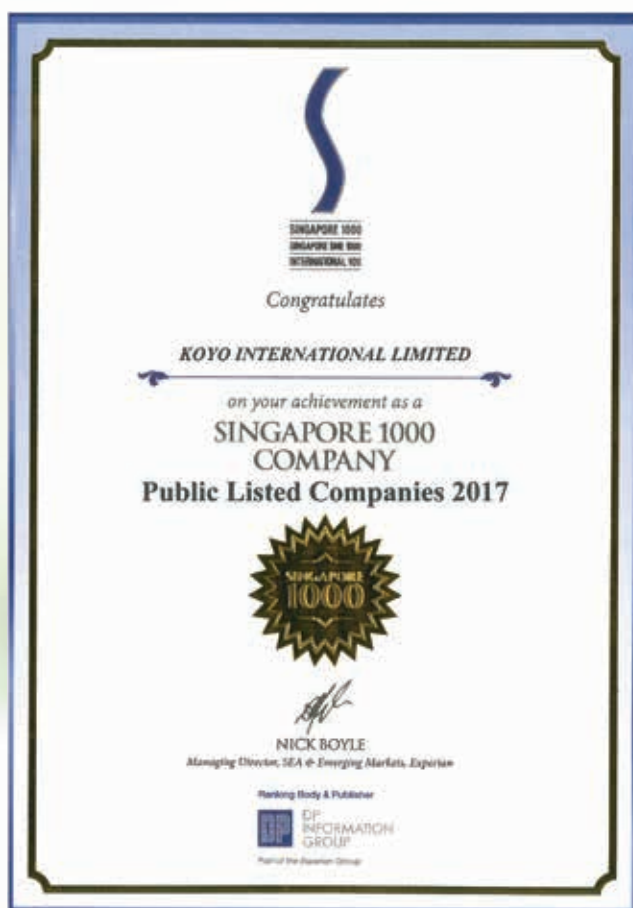 SINGAPORE 1000
SINGAPORE SME 1000
INTERNATIONAL 100
Congratulates
KOYO INTERNATIONAL LIMITED
on your achievement as a
SINGAPORE 1000
COMPANY
Public Listed Companies 2017
SINGAPORE
1000
NICK BOYLE
Managing Director, SEA & Emerging Markets, Experian
Ranking Body & Publisher
DP
DP
INFORMATION
GROUP
Part of the Experian Group